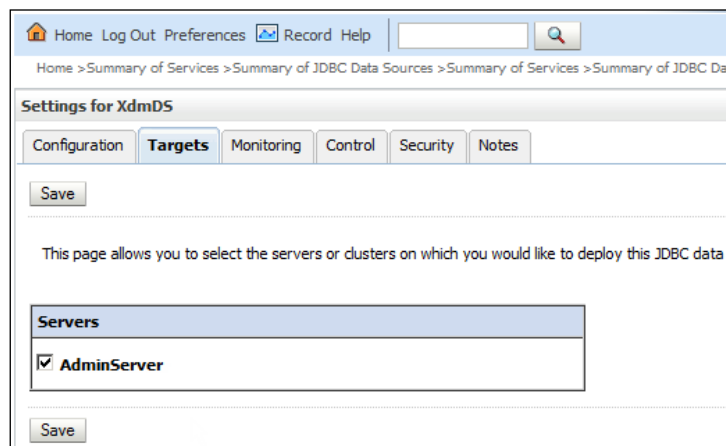 Home Log Out Preferences Record Help
Home >Summary of Services >Summary of JDBC Data Sources >Summary of Services >Summary of JDBC Da
Settings for XdmDS
Configuration Targets Monitoring Control Security Notes
Save
This page allows you to select the servers or clusters on which you would like to deploy this JDBC data
Servers
AdminServer
Save